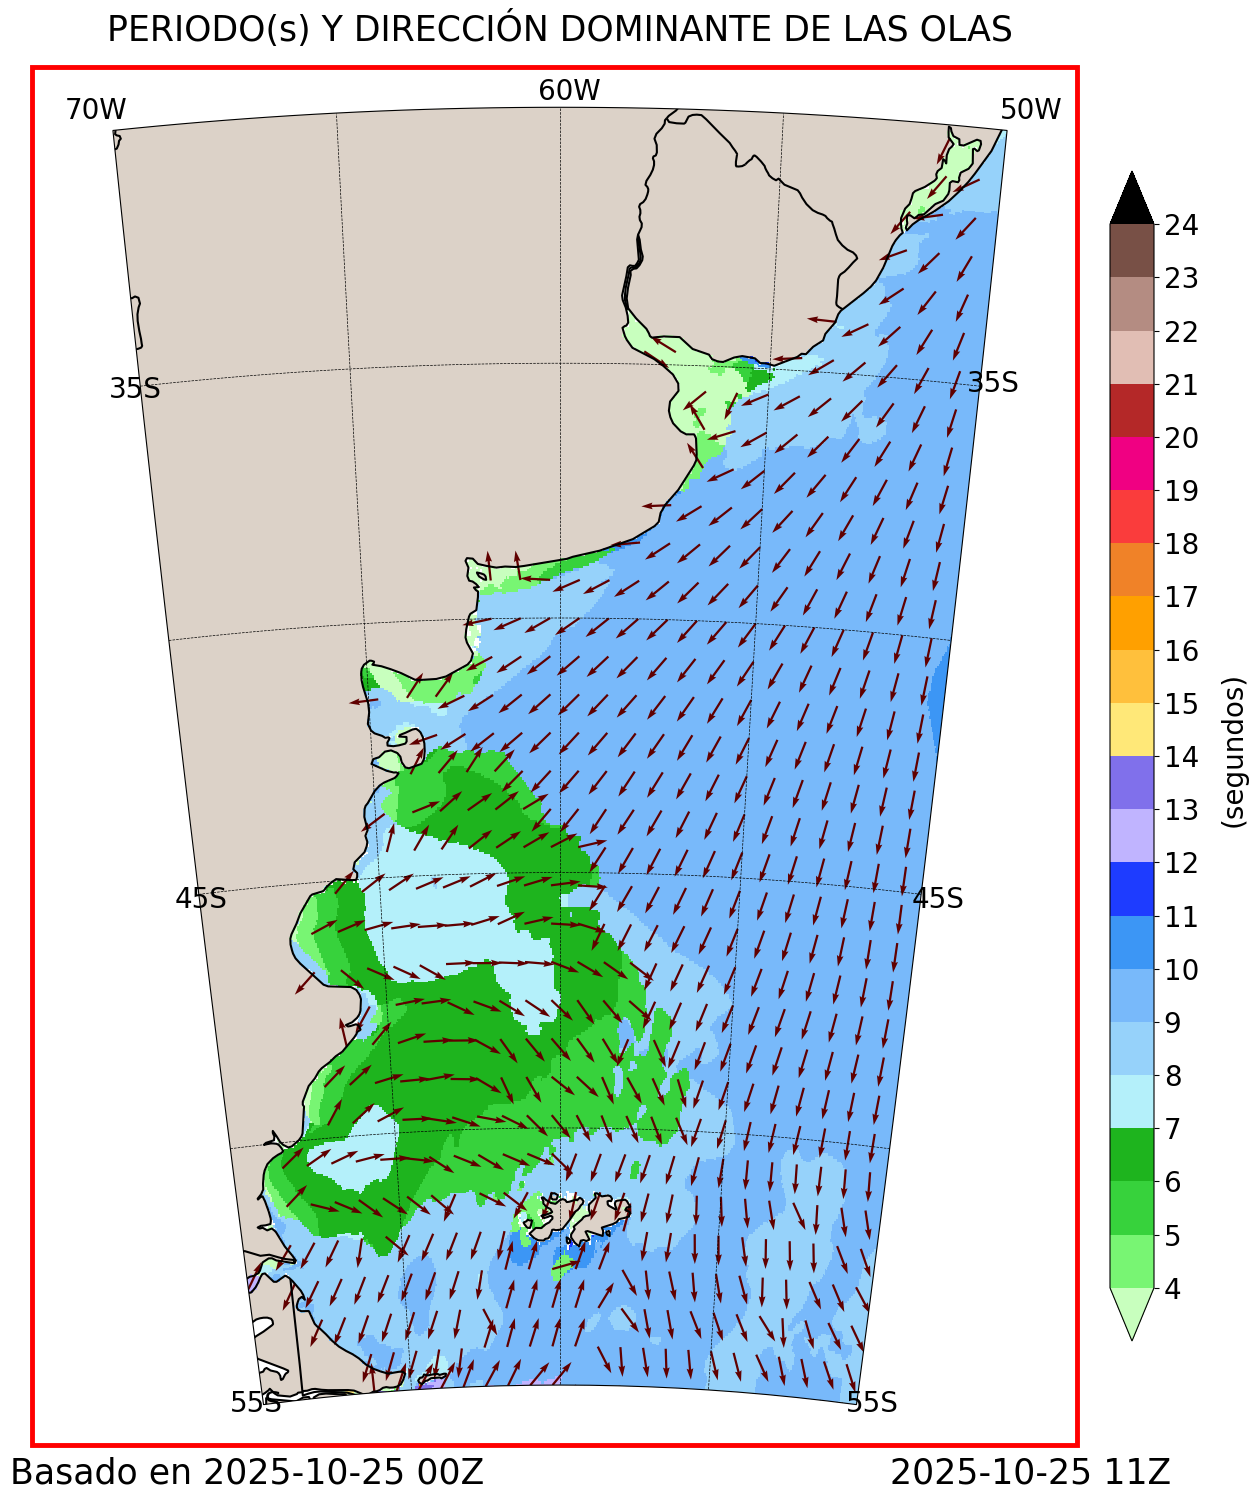 PERIODO(s) Y DIRECCIÓN DOMINANTE DE LAS OLAS
70W
60W
50W
35S
35S
45S
45S
55S
55S
24
23
22
21
20
19
18
17
16
15
14
13
12
11
10
9
8
7
6
5
4
(segundos)
Basado en 2025-10-25 00Z
2025-10-25 11Z